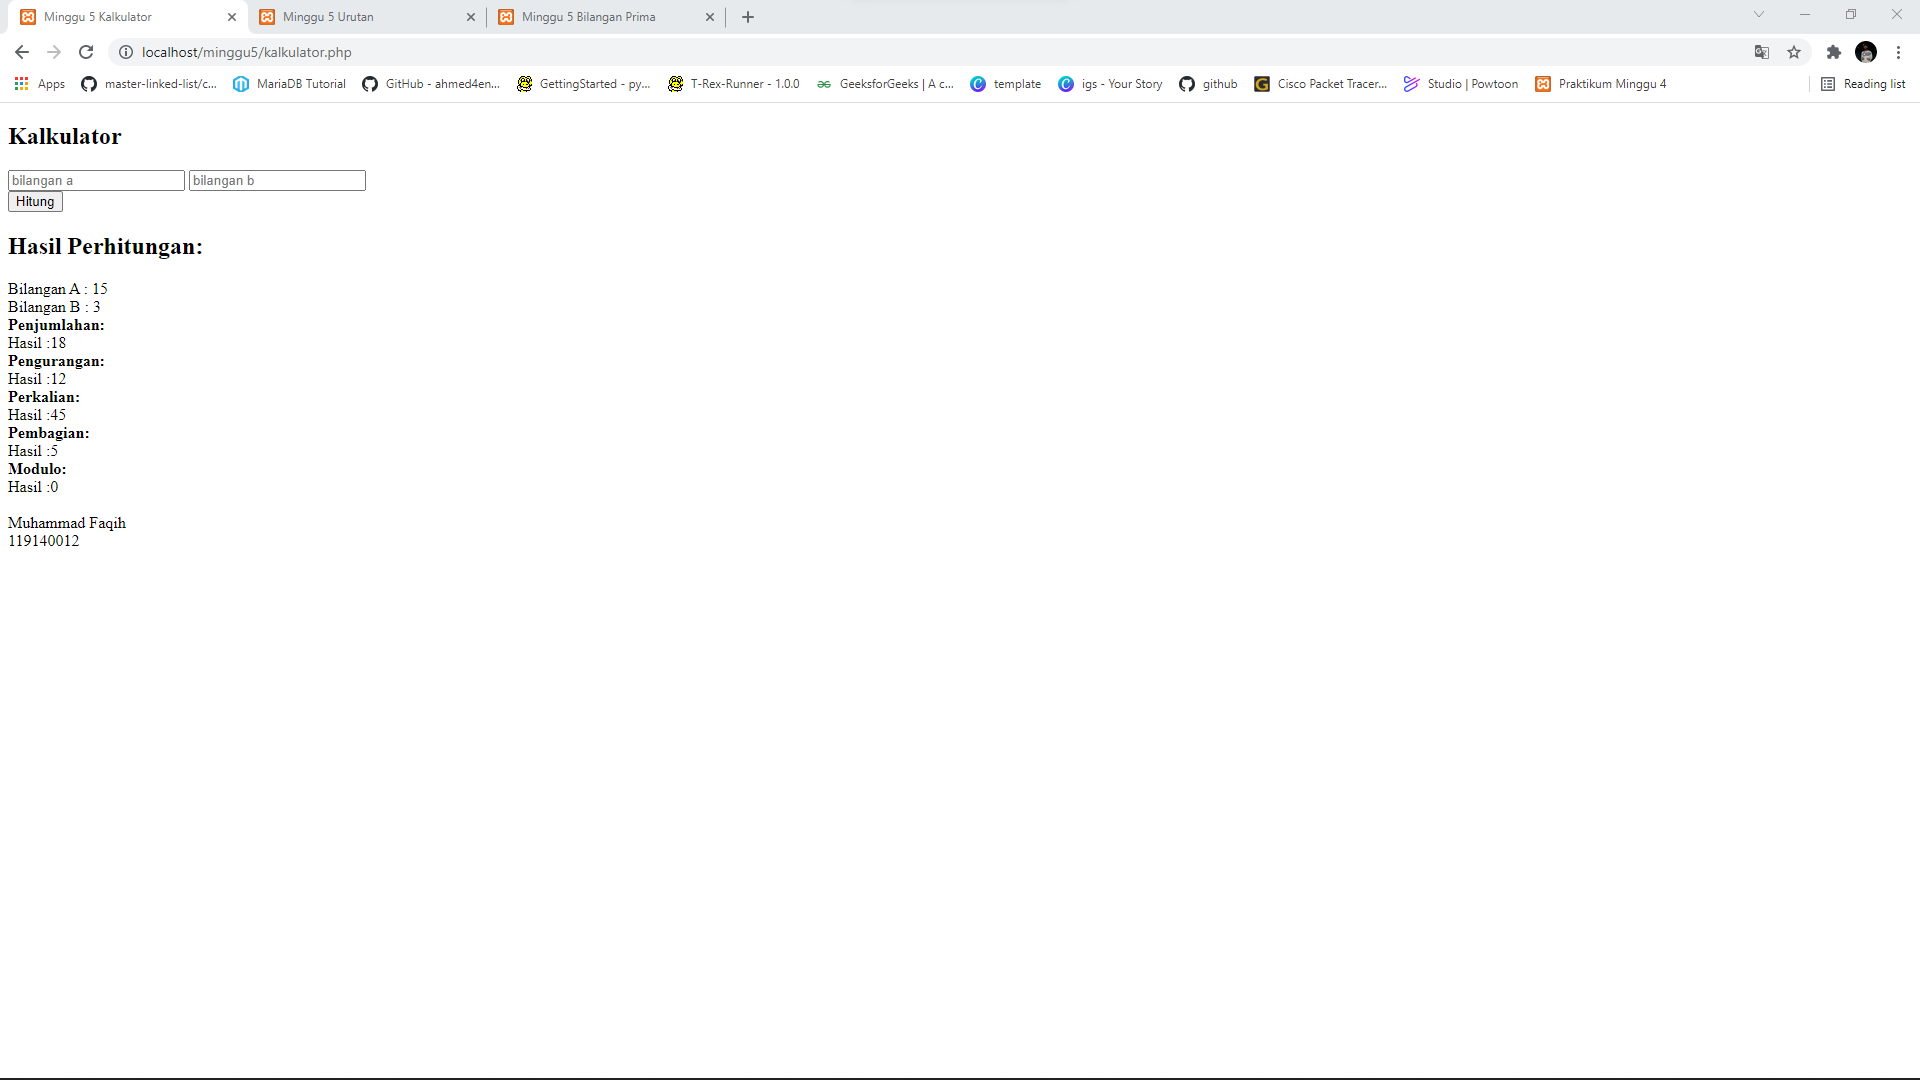 Minggu 5 Kalkulator
Minggu 5 Urutan
Minggu 5 Bilangan Prima
localhost/minggu5/kalkulator.php
Apps master-linked-list/c... MariaDB Tutorial GitHub - ahmed4en... GettingStarted - py... T-Rex-Runner - 1.0.0 GeeksforGeeks | A c... template igs - Your Story github Cisco Packet Tracer... Studio | Powtoon Praktikum Minggu 4 Reading list
Kalkulator
bilangan a bilangan b
Hitung
Hasil Perhitungan:
Bilangan A : 15
Bilangan B : 3
Penjumlahan:
Hasil :18
Pengurangan:
Hasil :12
Perkalian:
Hasil :45
Pembagian:
Hasil :5
Modulo:
Hasil :0
Muhammad Faqih
119140012